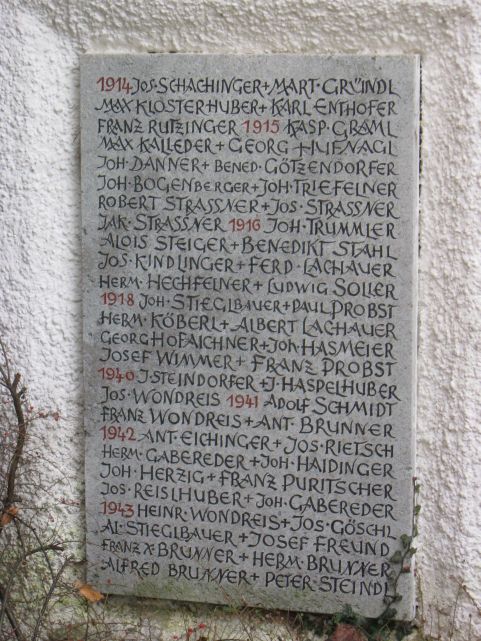 1914 JOS·SCHACHINGER+MART·GRÜNDL
MAX KLOSTERHUBER+KARL ENTHOFER
FRANZ RUTZINGER 1915 KASP·GRAML
MAX KALLEDER+GEORG HUFNAGL
JOH·DANNER+BENED·GÖTZENDORFER
JOH·BOGENBERGER+JOH·TRIEFELNER
ROBERT STRASSNER+JOS·STRASSNER
JAK·STRASSNER 1916 JOH·TRUMMLER
ALOIS STEIGER+BENEDIKT STAHL
JOS·KINDLINGER+FERD·LACHAUER
HERM·HECHFELNER+LUDWIG SOLLER
1918 JOH·STIEGLBAUER+PAUL PROBST
HERM·KÖBERL+ALBERT LACHAUER
GEORG HOFAICHNER+JOH·HASMEIER
JOSEF WIMMER+FRANZ PROBST
1940 J·STEINDORFER+J·HASPELHUBER
JOS·WONDREIS 1941 ADOLF SCHMIDT
FRANZ WONDREIS+ANT·BRUNNER
1942 ANT·EICHINGER+JOS·RIETSCH
HERM·GABEREDER+JOH·HAIDINGER
JOH·HERZIG+FRANZ PURITSCHER
JOS·REISLHUBER+JOH·GABEREDER
1943 HEINR·WONDREIS+JOS·GÖSCHL
AL·STIEGLBAUER+JOSEF FREUND
FRANZ X·BRUNNER+HERM·BRUNNER
ALFRED BRUNNER+PETER·STEINDL